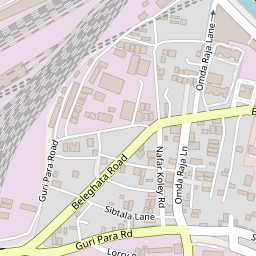 Omda Raja Lane
Guri Para Road
Beleghata Road
Nafar Koley Rd
Omda Raja Ln
Sibtala Lane
Guri Para Rd
Lorry